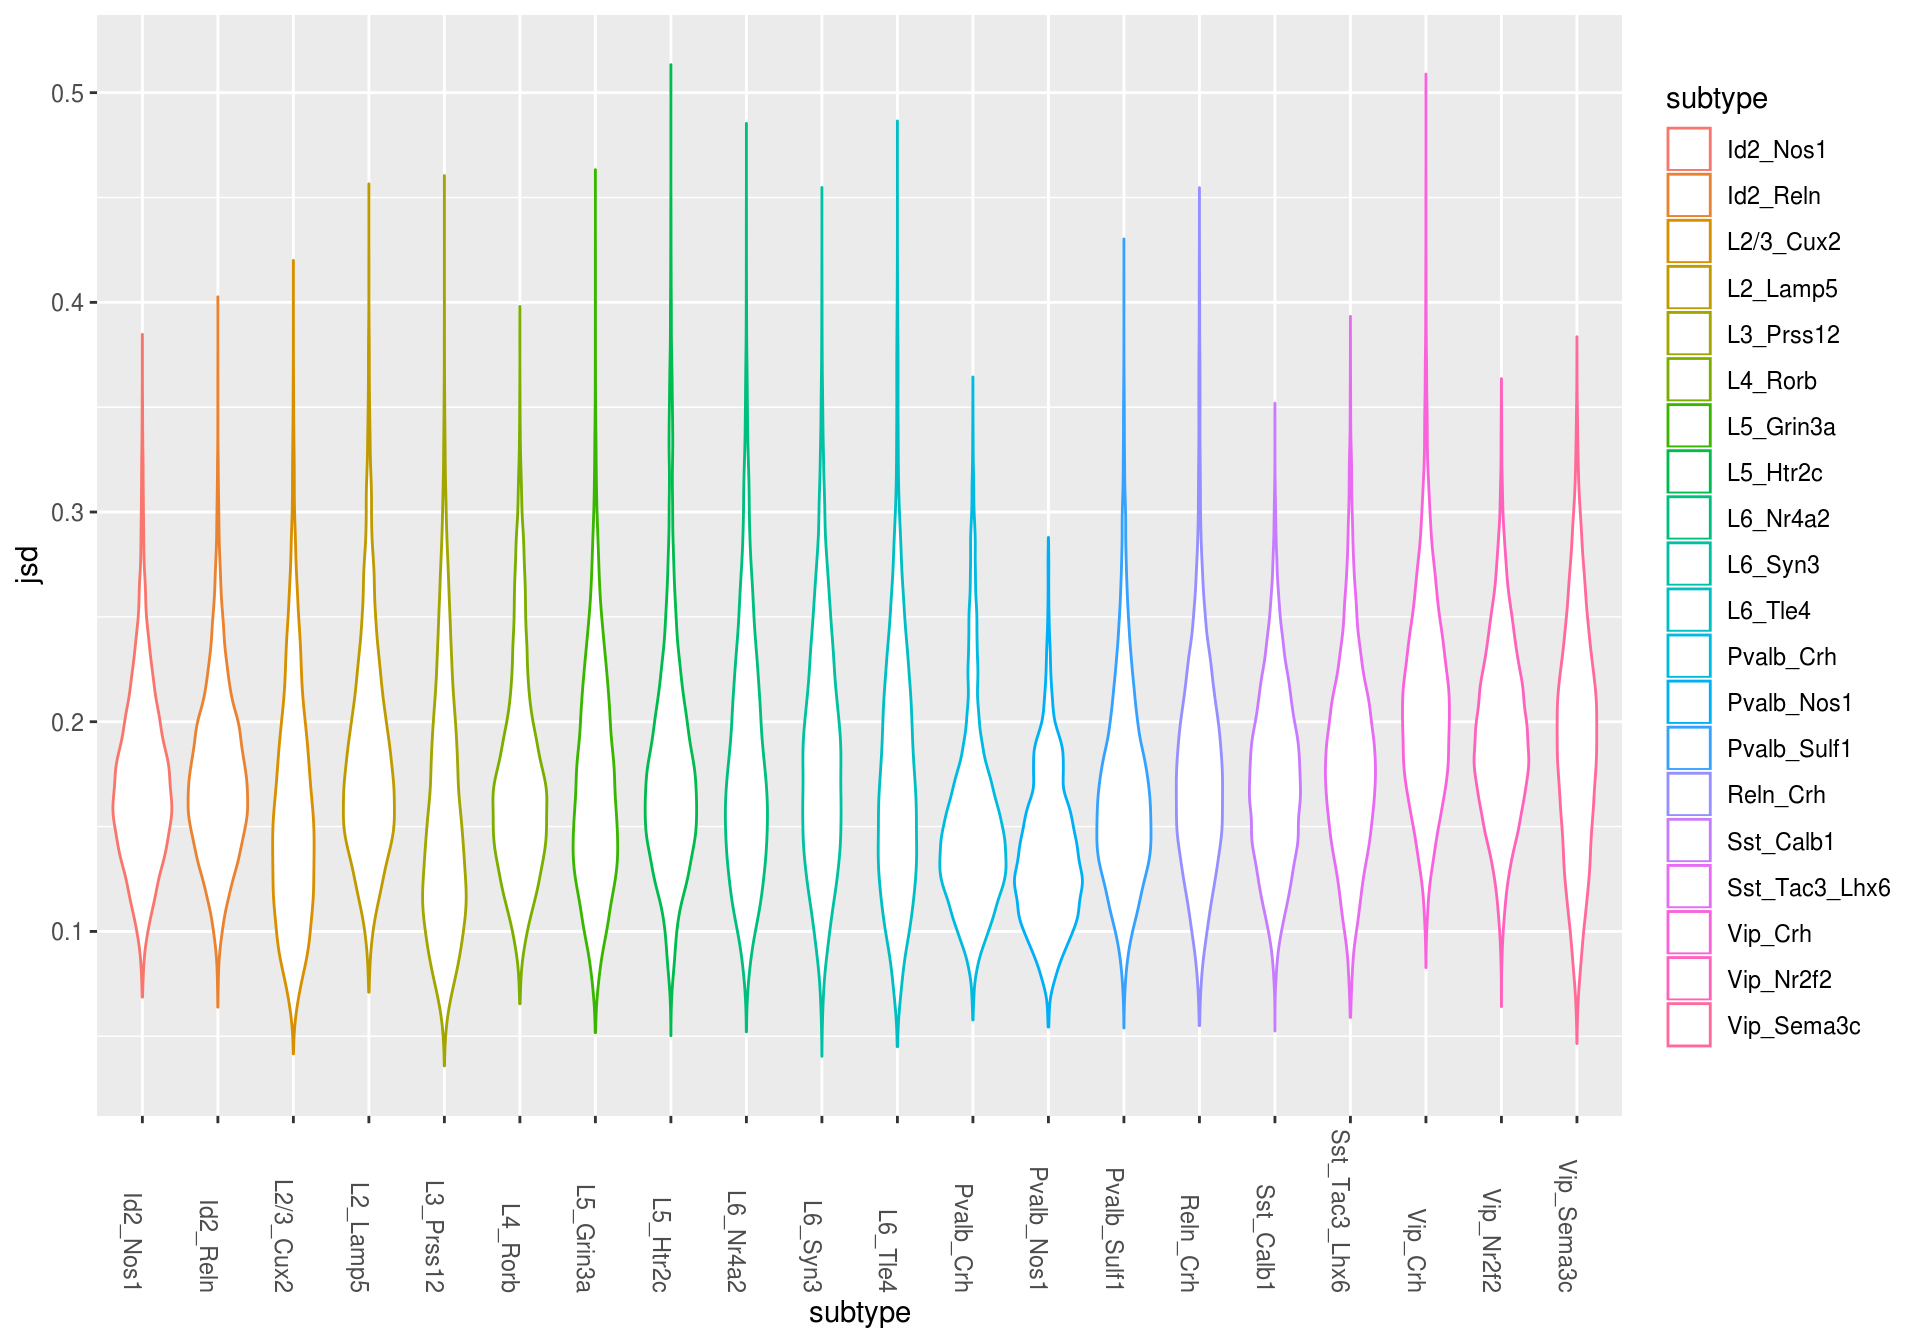 jsd
0.5
0.4
0.3
0.2
0.1
Id2_Nos1
Id2_Reln
L2/3_Cux2
L2_Lamp5
L3_Prss12
L4_Rorb
L5_Grin3a
L5_Htr2c
L6_Nr4a2
L6_Syn3
L6_Tle4
Pvalb_Crh
Pvalb_Nos1
Pvalb_Sulf1
Reln_Crh
Sst_Calb1
Sst_Tac3_Lhx6
Vip_Crh
Vip_Nr2f2
Vip_Sema3c
subtype
subtype
Id2_Nos1
Id2_Reln
L2/3_Cux2
L2_Lamp5
L3_Prss12
L4_Rorb
L5_Grin3a
L5_Htr2c
L6_Nr4a2
L6_Syn3
L6_Tle4
Pvalb_Crh
Pvalb_Nos1
Pvalb_Sulf1
Reln_Crh
Sst_Calb1
Sst_Tac3_Lhx6
Vip_Crh
Vip_Nr2f2
Vip_Sema3c